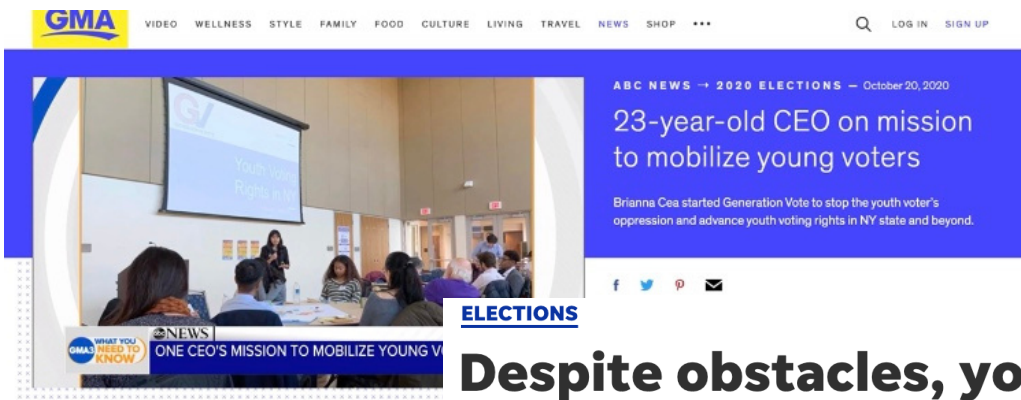 GMA
VIDEO WELLNESS STYLE FAMILY FOOD CULTURE LIVING TRAVEL NEWS SHOP •••
LOG IN SIGN UP
ABC NEWS → 2020 ELECTIONS — October 20, 2020
23-year-old CEO on mission
to mobilize young voters
Brianna Cea started Generation Vote to stop the youth voter's
oppression and advance youth voting rights in NY state and beyond.
GV
Youth Voting
Rights in NY
abc NEWS
GMA3 WHAT YOU
NEED TO
KNOW
ONE CEO'S MISSION TO MOBILIZE YOUNG V
ELECTIONS
Despite obstacles, yo